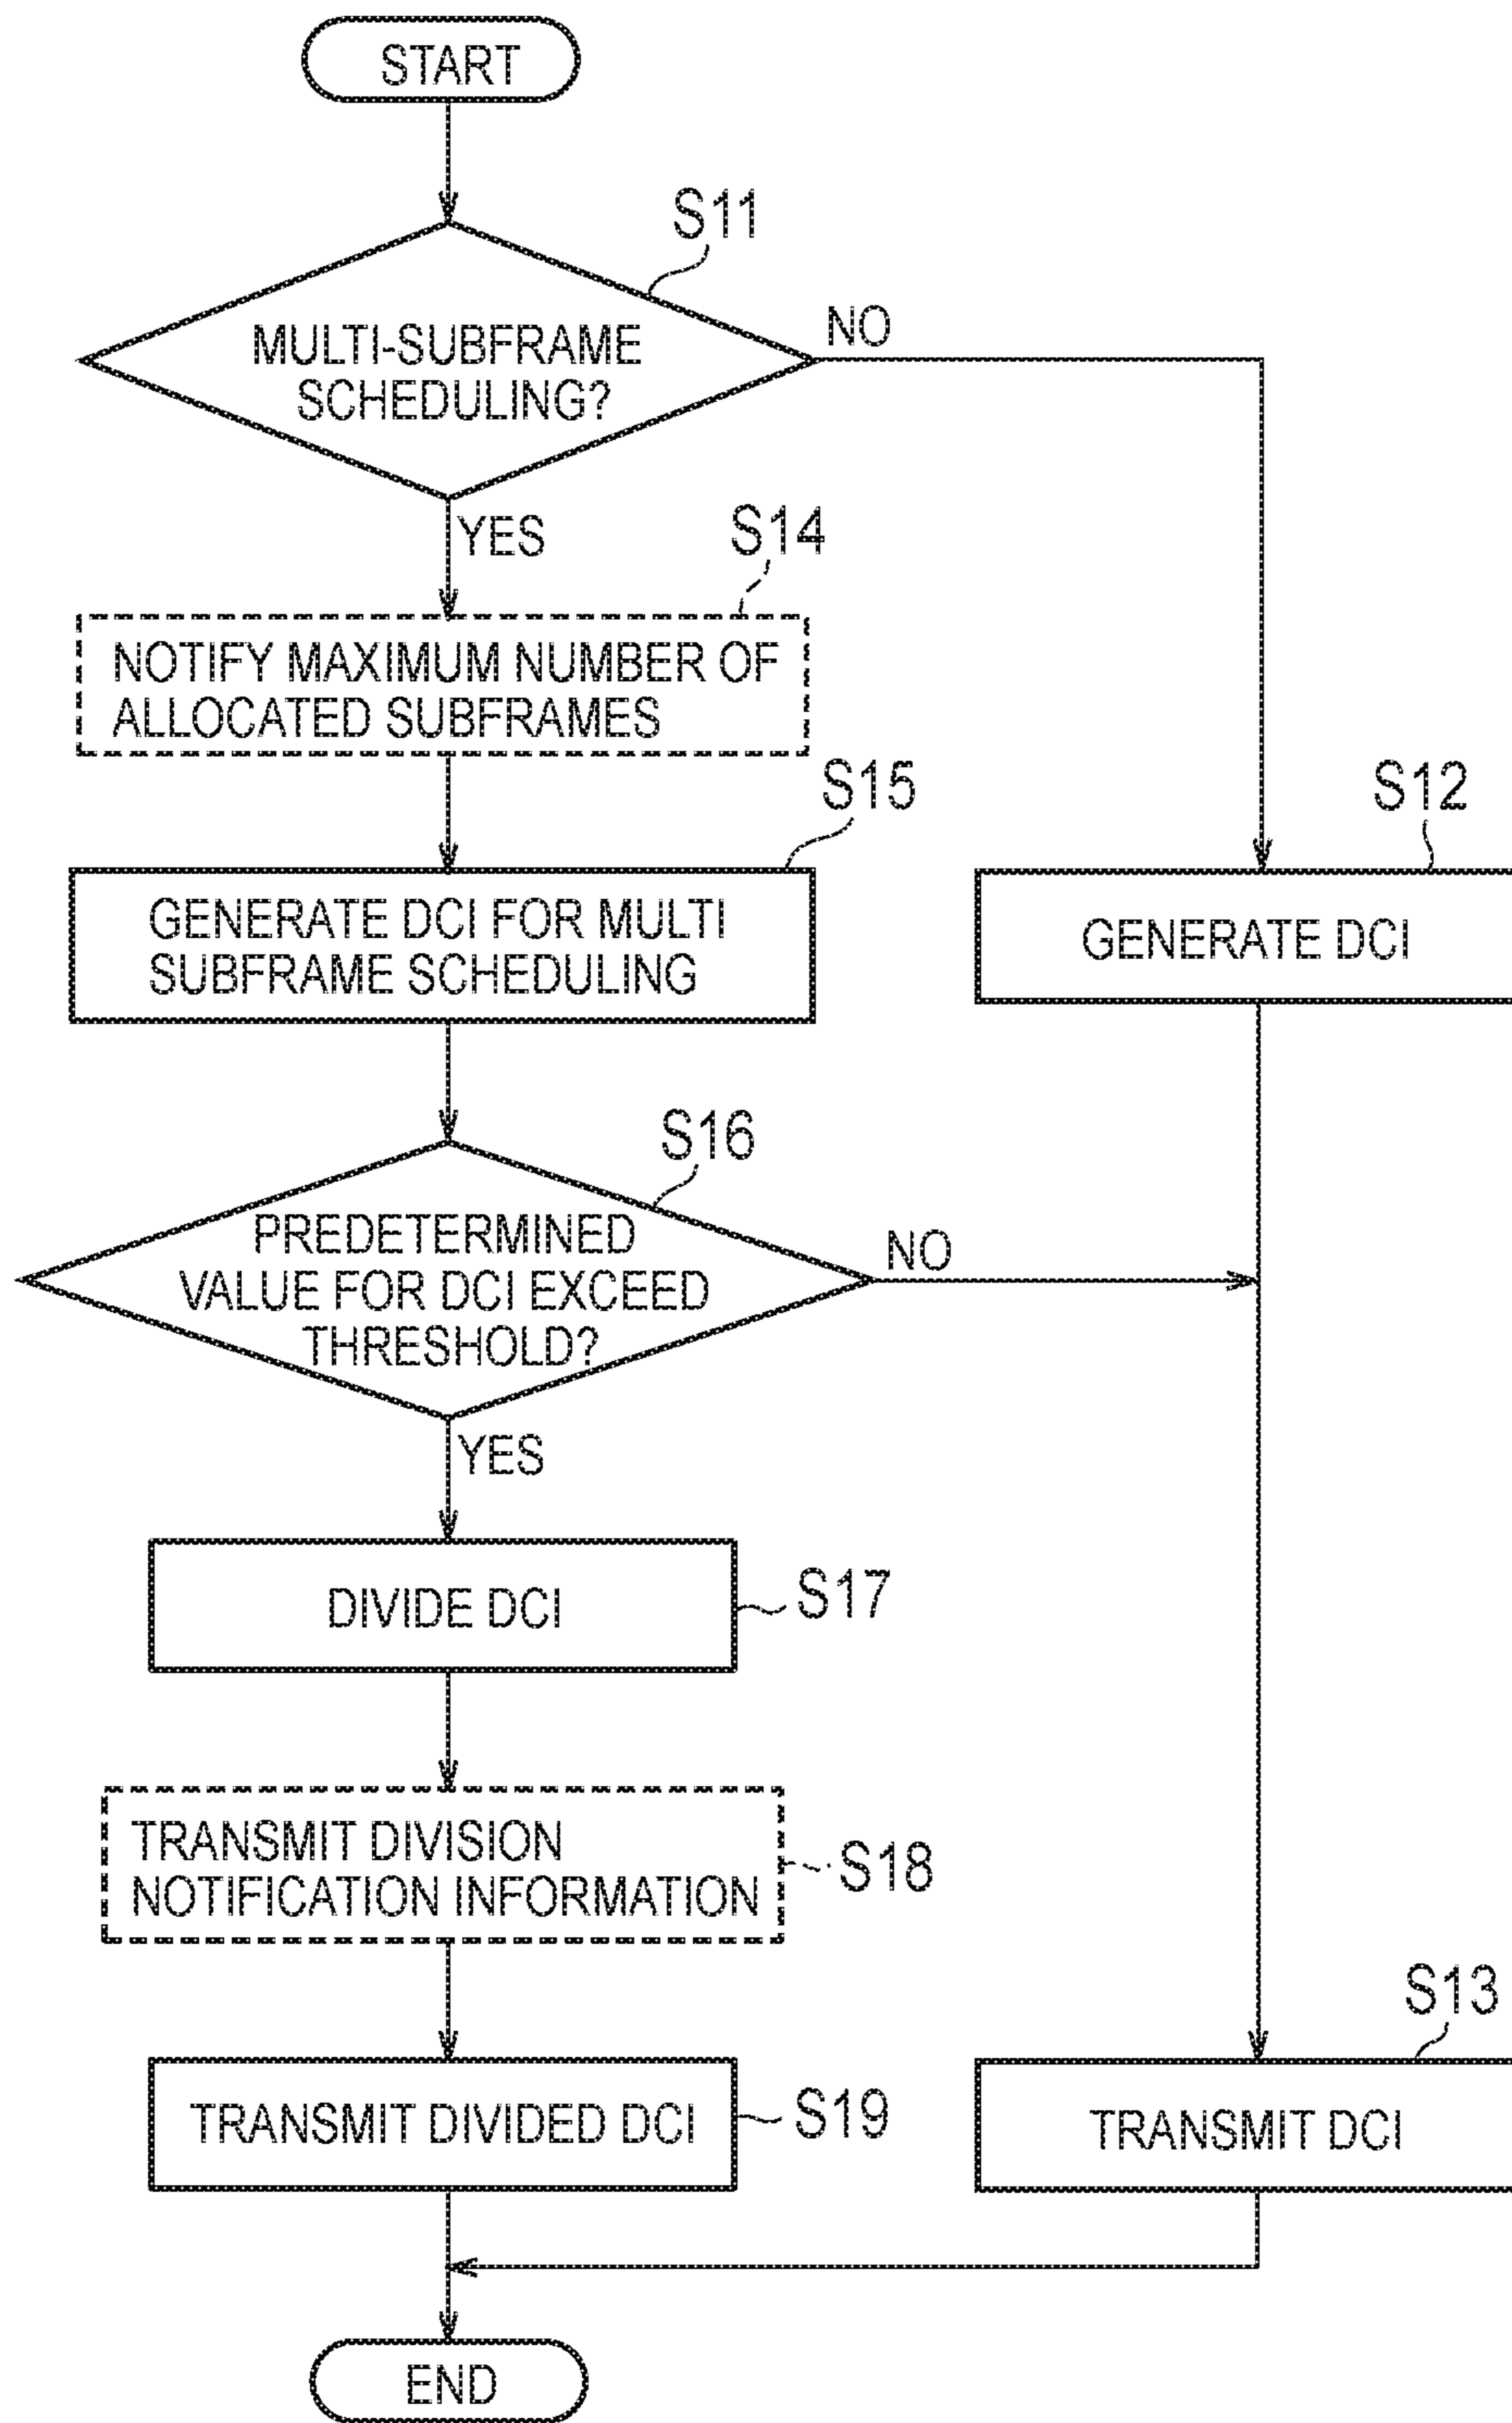 START
S11
MULTI-SUBFRAME
SCHEDULING?
NO
YES
S14
NOTIFY MAXIMUM NUMBER OF
ALLOCATED SUBFRAMES
S15
GENERATE DCI FOR MULTI
SUBFRAME SCHEDULING
S12
GENERATE DCI
S16
PREDETERMINED
VALUE FOR DCI EXCEED
THRESHOLD?
NO
YES
DIVIDE DCI
S17
TRANSMIT DIVISION
NOTIFICATION INFORMATION
S18
TRANSMIT DIVIDED DCI
S19
S13
TRANSMIT DCI
END